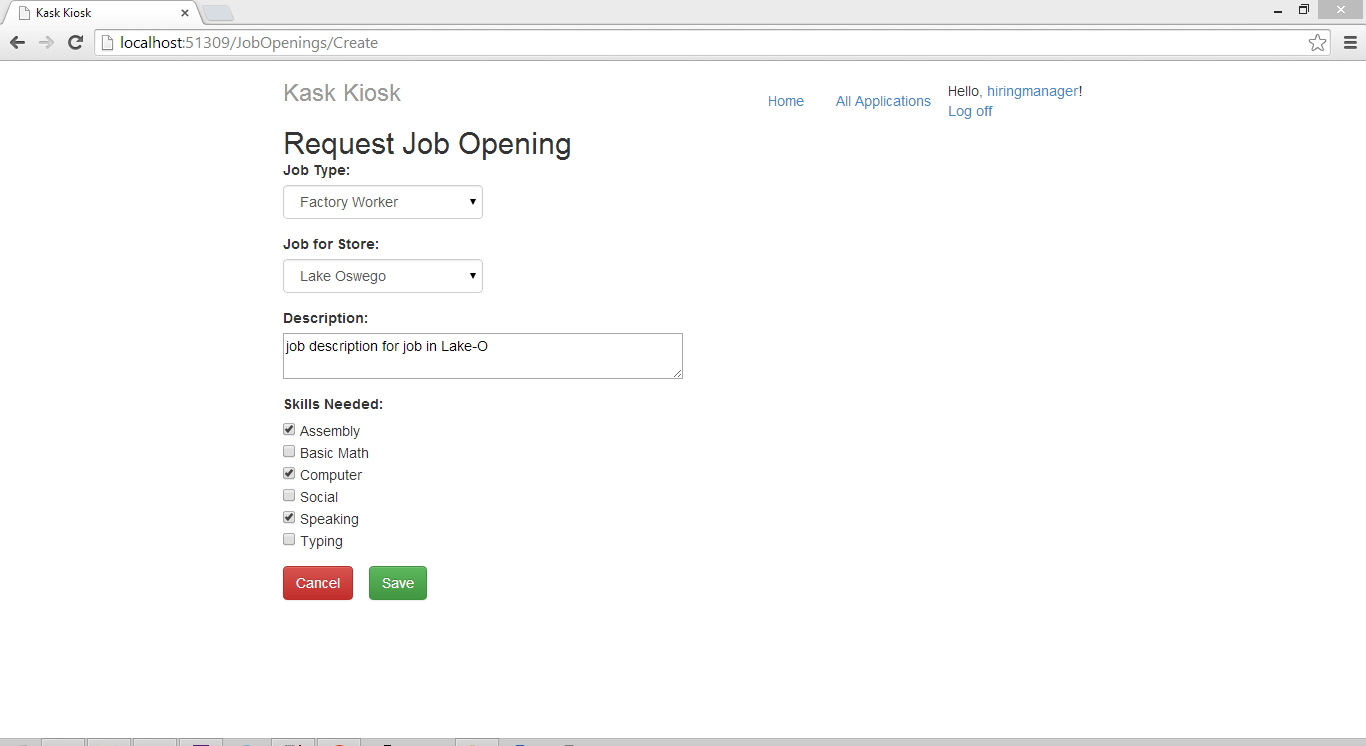 Kask Kiosk
localhost:51309/JobOpenings/Create
Kask Kiosk
Home
All Applications
Hello, hiringmanager!
Log off
Request Job Opening
Job Type:
Factory Worker
Job for Store:
Lake Oswego
Description:
job description for job in Lake-O
Skills Needed:
Assembly
Basic Math
Computer
Social
Speaking
Typing
Cancel
Save